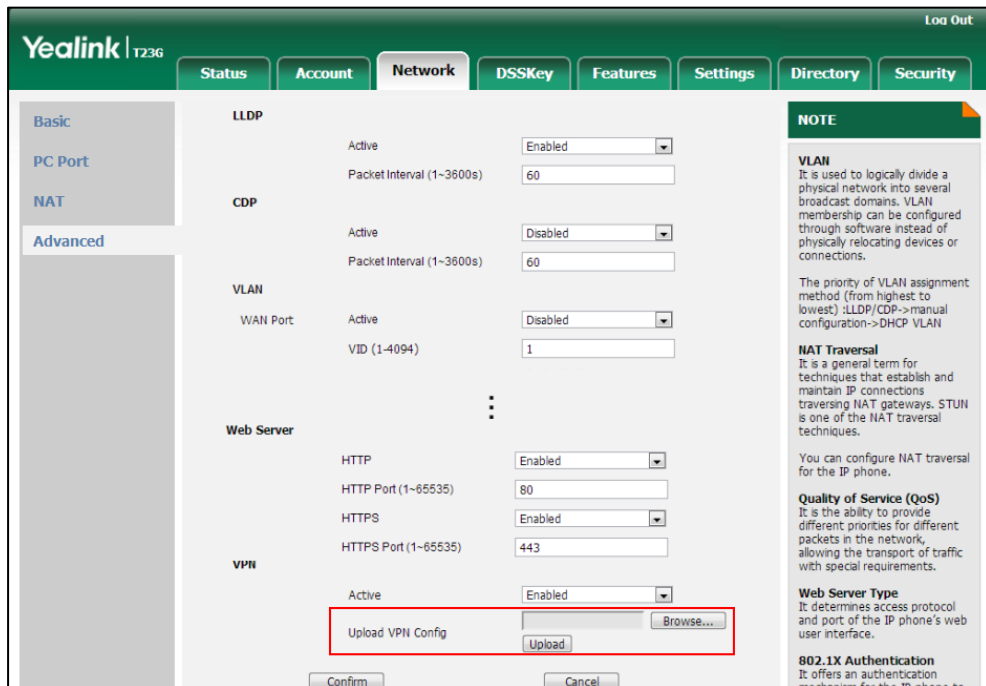 Log Out
Yealink T23G
Status Account Network DSSKey Features Settings Directory Security
Basic
PC Port
NAT
Advanced
LLDP
Active Enabled
Packet Interval (1~3600s) 60
CDP
Active Disabled
Packet Interval (1~3600s) 60
VLAN
WAN Port Active Disabled
VID (1-4094) 1
Web Server
HTTP Enabled
HTTP Port (1~65535) 80
HTTPS Enabled
HTTPS Port (1~65535) 443
VPN
Active Enabled
Upload VPN Config Browse...
Upload
Confirm Cancel
NOTE
VLAN
It is used to logically divide a
physical network into several
broadcast domains. VLAN
membership can be configured
through software instead of
physically relocating devices or
connections.
The priority of VLAN assignment
method (from highest to
lowest) :LLDP/CDP->manual
configuration->DHCP VLAN
NAT Traversal
It is a general term for
techniques that establish and
maintain IP connections
traversing NAT gateways. STUN
is one of the NAT traversal
techniques.
You can configure NAT traversal
for the IP phone.
Quality of Service (QoS)
It is the ability to provide
different priorities for different
packets in the network,
allowing the transport of traffic
with special requirements.
Web Server Type
It determines access protocol
and port of the IP phone's web
user interface.
802.1X Authentication
It offers an authentication
mechanism for the IP phone to